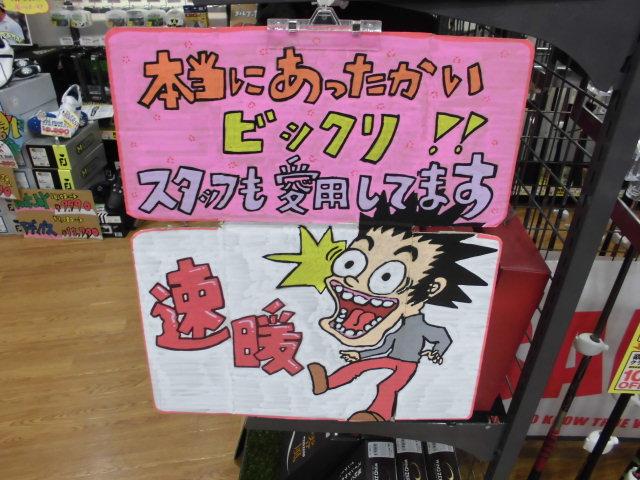 本当にあったかい
ビックリ!!
スタッフも愛用してます
速暖